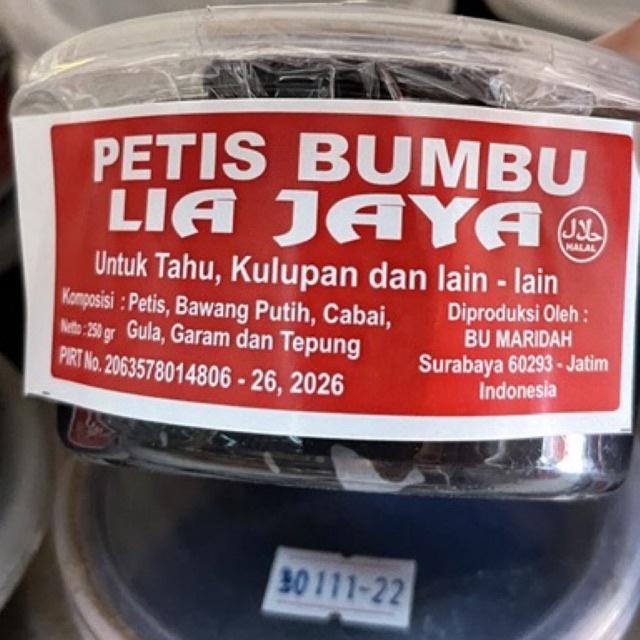 PETIS BUMBU
LIA JAYA
حلال
HALAL
Untuk Tahu, Kulupan dan lain - lain
Komposisi : Petis, Bawang Putih, Cabai,
Gula, Garam dan Tepung
Netto : 250 gr
PIRT No. 2063578014806 - 26, 2026
Diproduksi Oleh :
BU MARIDAH
Surabaya 60293 - Jatim
Indonesia
30111-22